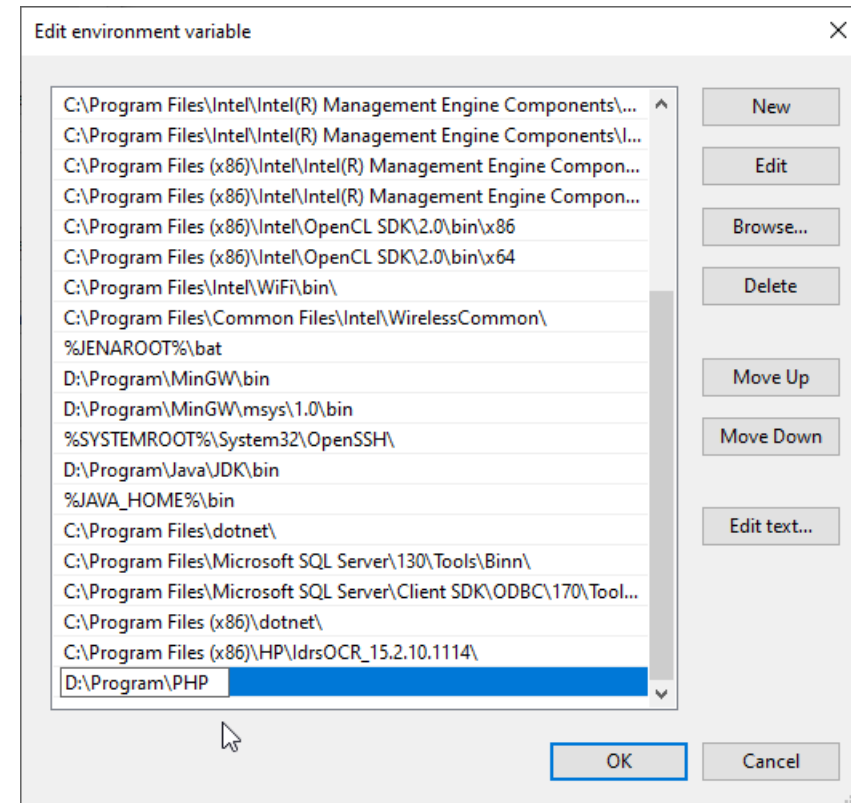 Edit environment variable
C:\Program Files\Intel\Intel(R) Management Engine Components\...
C:\Program Files\Intel\Intel(R) Management Engine Components\I...
C:\Program Files (x86)\Intel\Intel(R) Management Engine Compon...
C:\Program Files (x86)\Intel\Intel(R) Management Engine Compon...
C:\Program Files (x86)\Intel\OpenCL SDK\2.0\bin\x86
C:\Program Files (x86)\Intel\OpenCL SDK\2.0\bin\x64
C:\Program Files\Intel\WiFi\bin\
C:\Program Files\Common Files\Intel\WirelessCommon\
%JENAROOT%\bat
D:\Program\MinGW\bin
D:\Program\MinGW\msys\1.0\bin
%SYSTEMROOT%\System32\OpenSSH\
D:\Program\Java\JDK\bin
%JAVA_HOME%\bin
C:\Program Files\dotnet\
C:\Program Files\Microsoft SQL Server\130\Tools\Binn\
C:\Program Files\Microsoft SQL Server\Client SDK\ODBC\170\Tool...
C:\Program Files (x86)\dotnet\
C:\Program Files (x86)\HP\IdrsOCR_15.2.10.1114\
D:\Program\PHP
New
Edit
Browse...
Delete
Move Up
Move Down
Edit text...
OK
Cancel